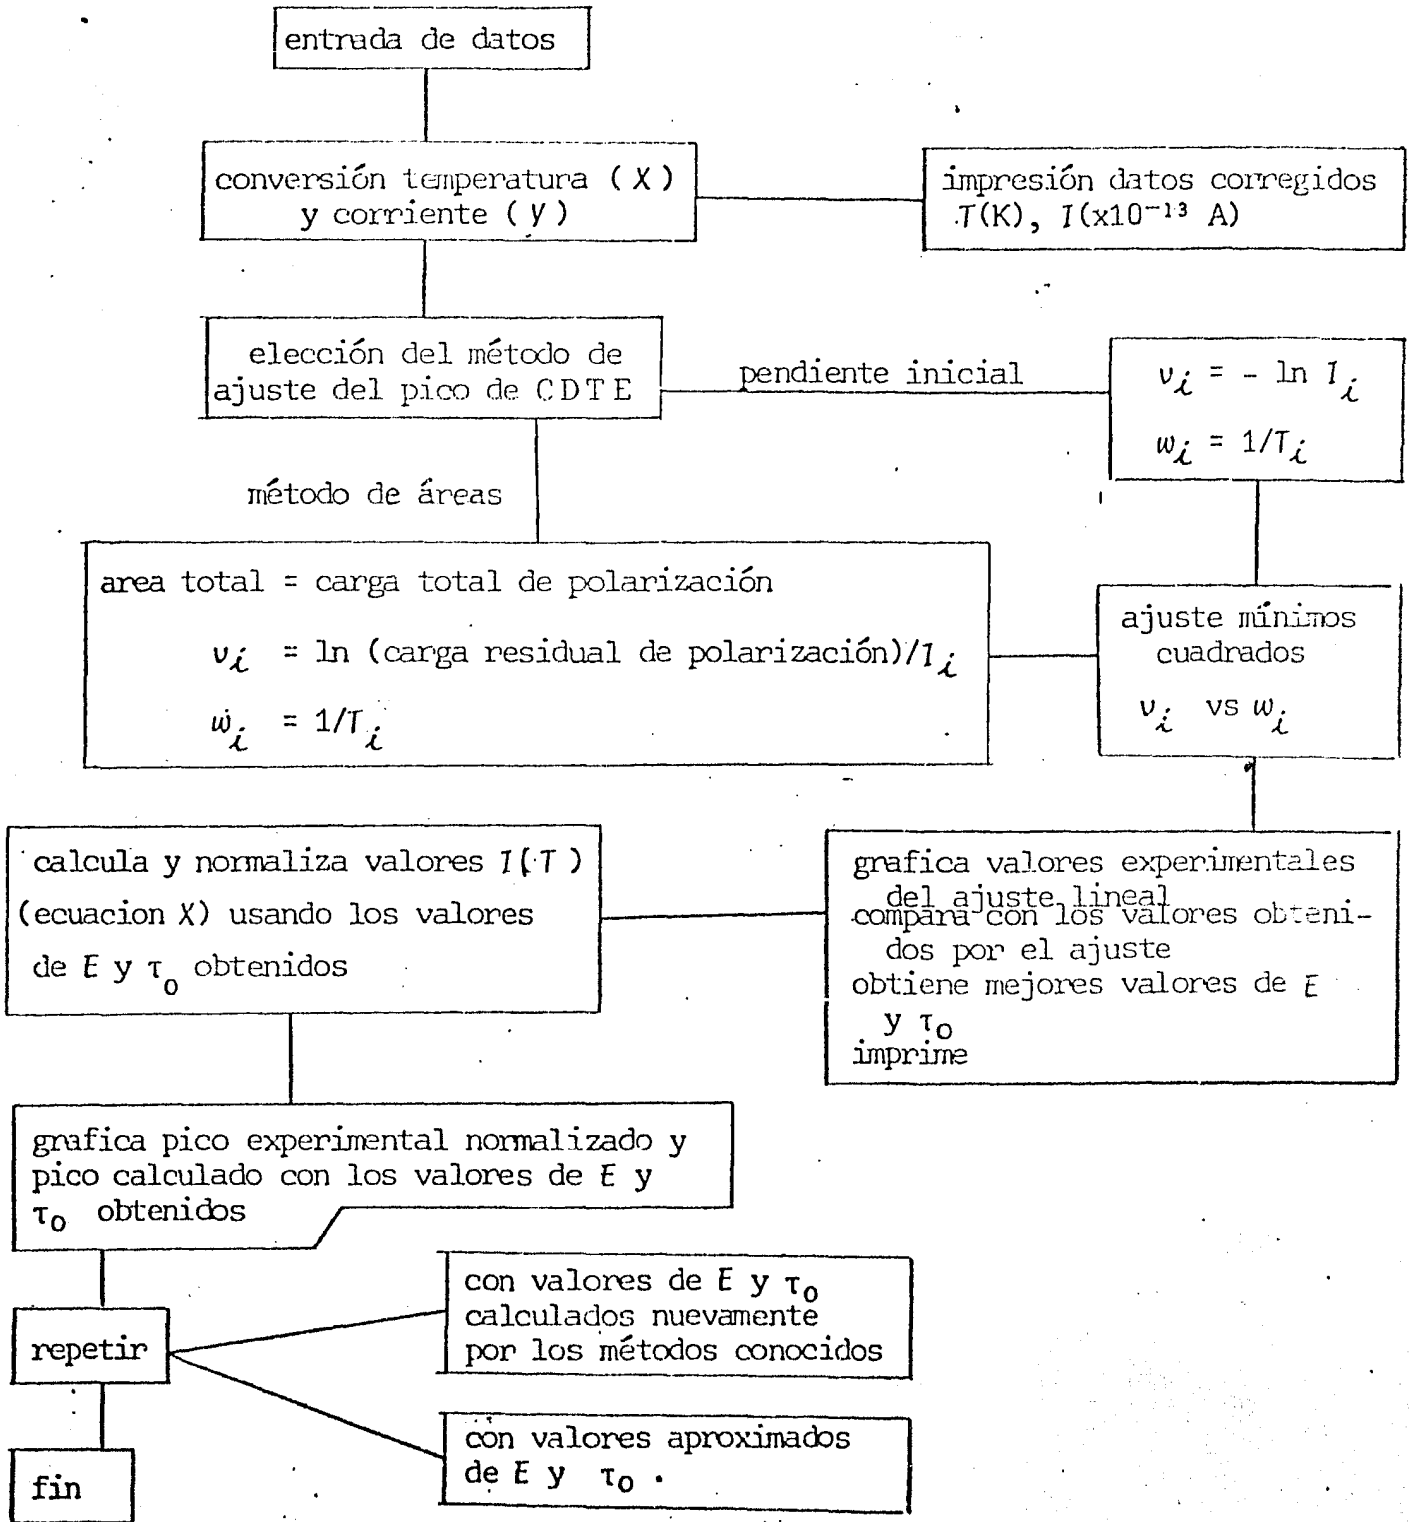 entrada de datos
conversión temperatura (X)
y corriente (Y)
impresión datos corregidos
T(K), I(x10⁻¹³ A)
elección del método de
ajuste del pico de CDTE
pendiente inicial
νᵢ = - ln Iᵢ
wᵢ = 1/Tᵢ
método de áreas
area total = carga total de polarización
νᵢ = ln (carga residual de polarización)/Iᵢ
wᵢ = 1/Tᵢ
ajuste mínimos
cuadrados
νᵢ vs wᵢ
calcula y normaliza valores I(T)
(ecuacion X) usando los valores
de E y τ₀ obtenidos
grafica valores experimentales
del ajuste lineal
compara con los valores obteni-
dos por el ajuste
obtiene mejores valores de E
y τ₀
imprime
grafica pico experimental normalizado y
pico calculado con los valores de E y
τ₀ obtenidos
repetir
con valores de E y τ₀
calculados nuevamente
por los métodos conocidos
con valores aproximados
de E y τ₀ .
fin